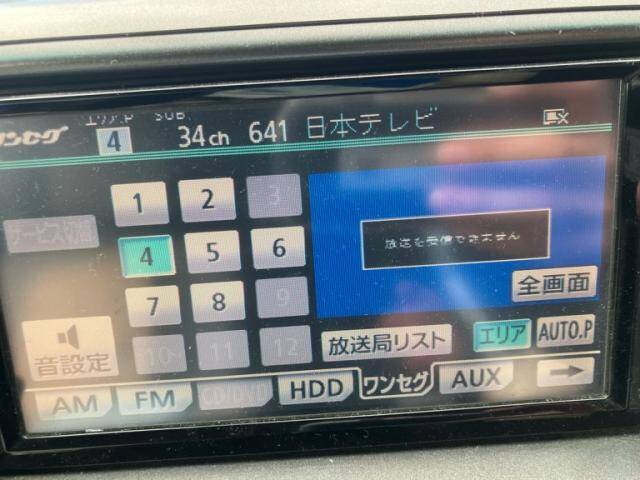 ワンセグ エリア.P SUB
4 34ch 641 日本テレビ
1 2 3
サービス切替
4 5 6
放送を受信できません
7 8 9
全画面
音設定
10~ 11 12
放送局リスト エリア AUTO.P
AM FM CD/DVD HDD ワンセグ AUX →